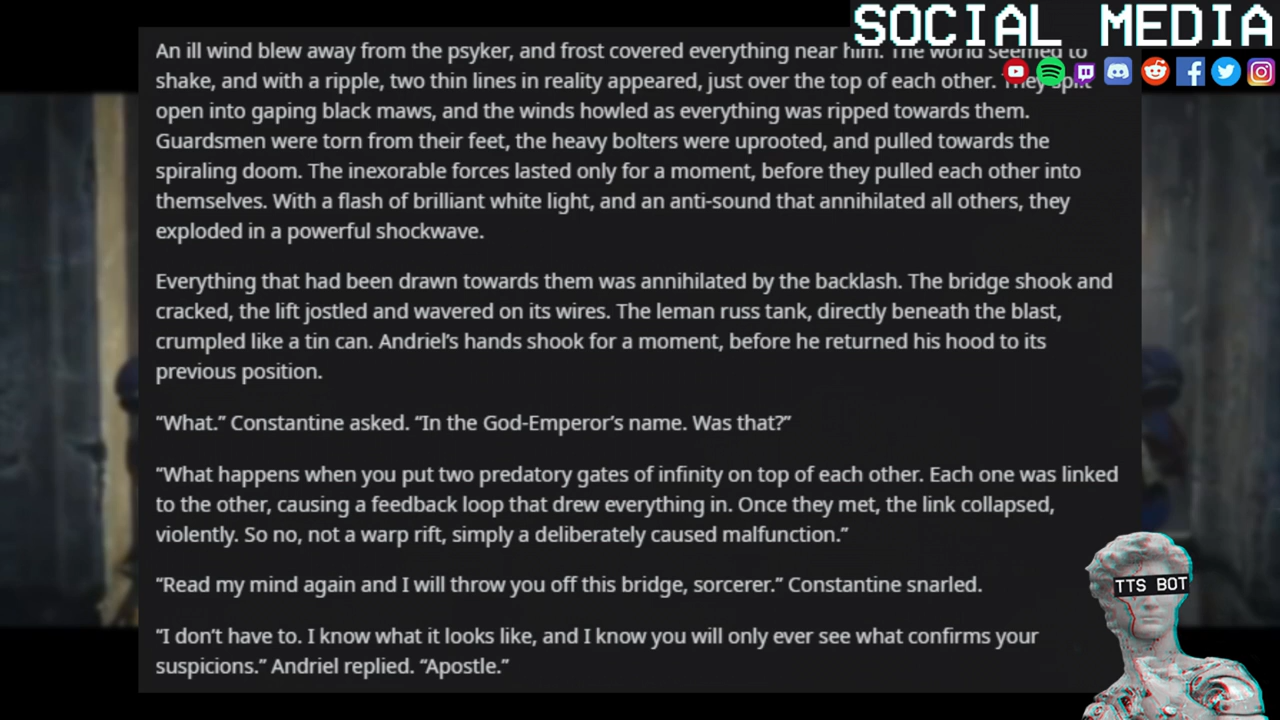 SOCIAL MEDIA
An ill wind blew away from the psyker, and frost covered everything near him. The world seemed to
shake, and with a ripple, two thin lines in reality appeared, just over the top of each other. They split
open into gaping black maws, and the winds howled as everything was ripped towards them.
Guardsmen were torn from their feet, the heavy bolters were uprooted, and pulled towards the
spiraling doom. The inexorable forces lasted only for a moment, before they pulled each other into
themselves. With a flash of brilliant white light, and an anti-sound that annihilated all others, they
exploded in a powerful shockwave.
Everything that had been drawn towards them was annihilated by the backlash. The bridge shook and
cracked, the lift jostled and wavered on its wires. The leman russ tank, directly beneath the blast,
crumpled like a tin can. Andriel’s hands shook for a moment, before he returned his hood to its
previous position.
“What.” Constantine asked. “In the God-Emperor’s name. Was that?”
“What happens when you put two predatory gates of infinity on top of each other. Each one was linked
to the other, causing a feedback loop that drew everything in. Once they met, the link collapsed,
violently. So no, not a warp rift, simply a deliberately caused malfunction.”
“Read my mind again and I will throw you off this bridge, sorcerer.” Constantine snarled.
“I don’t have to. I know what it looks like, and I know you will only ever see what confirms your
suspicions.” Andriel replied. “Apostle.”
TTS BOT